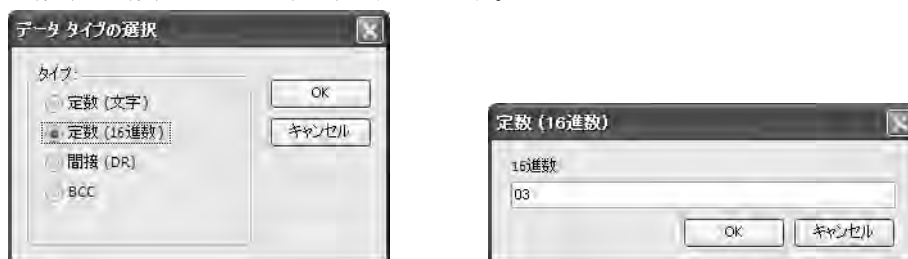 データ タイプの選択
タイプ:
定数 (文字)
定数 (16進数)
間接 (DR)
BCC
OK
キャンセル
定数 (16進数)
16進数
03
OK
キャンセル